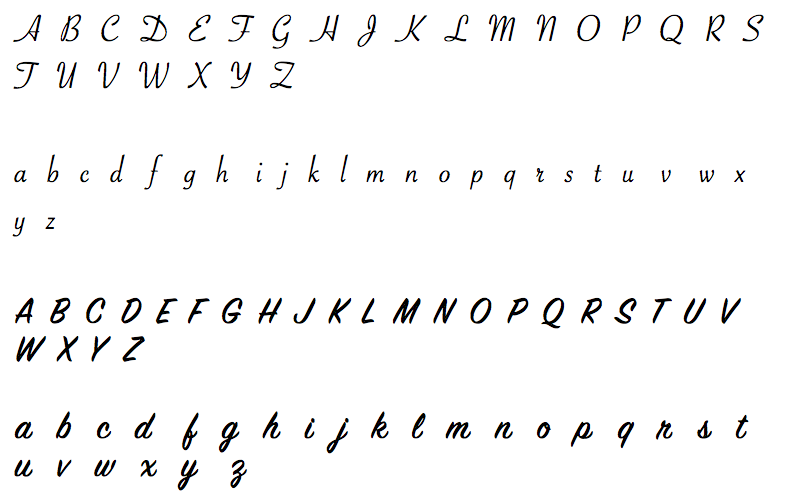 A B C D E F G H J K L M N O P Q R S
T U V W X Y Z
a b c d f g h i j k l m n o p q r s t u v w x
y z
A B C D E F G H J K L M N O P Q R S T U V
W X Y Z
a b c d f g h i j k l m n o p q r s t
u v w x y z